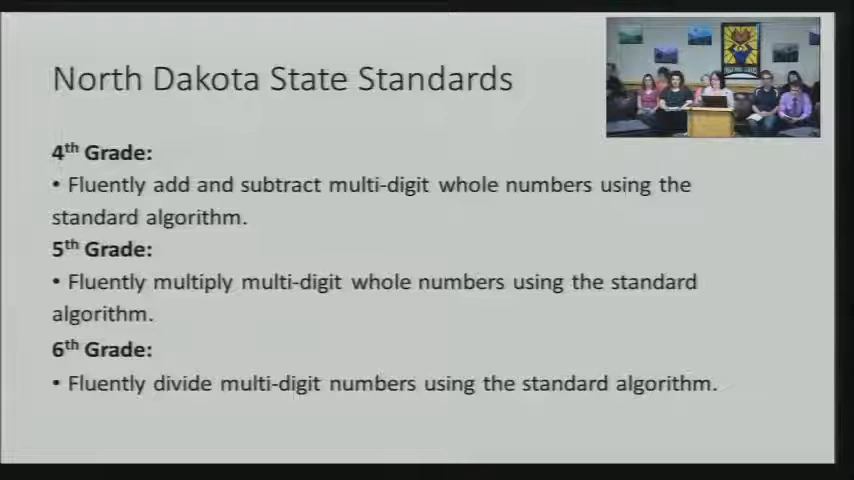 North Dakota State Standards
4th Grade:
• Fluently add and subtract multi-digit whole numbers using the
standard algorithm.
5th Grade:
• Fluently multiply multi-digit whole numbers using the standard
algorithm.
6th Grade:
• Fluently divide multi-digit numbers using the standard algorithm.